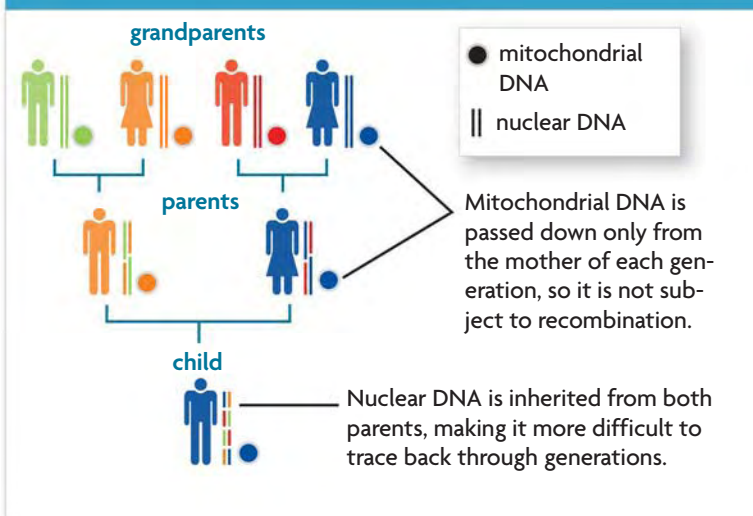 grandparents
mitochondrial
DNA
nuclear DNA
parents
Mitochondrial DNA is
passed down only from
the mother of each gen-
eration, so it is not sub-
ject to recombination.
child
Nuclear DNA is inherited from both
parents, making it more difficult to
trace back through generations.